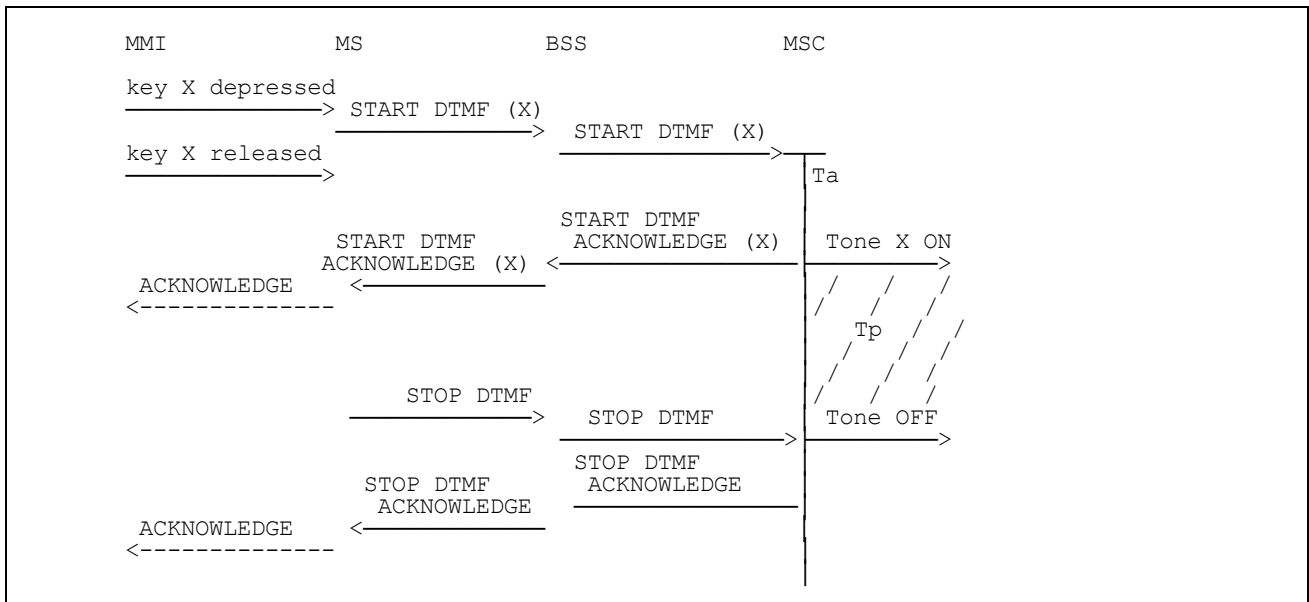 MMI MS BSS MSC
key X depressed
START DTMF (X)
START DTMF (X)
key X released
Ta
START DTMF
START DTMF ACKNOWLEDGE (X) Tone X ON
ACKNOWLEDGE (X)
ACKNOWLEDGE
Tp
STOP DTMF
STOP DTMF Tone OFF
STOP DTMF
STOP DTMF ACKNOWLEDGE
ACKNOWLEDGE
ACKNOWLEDGE